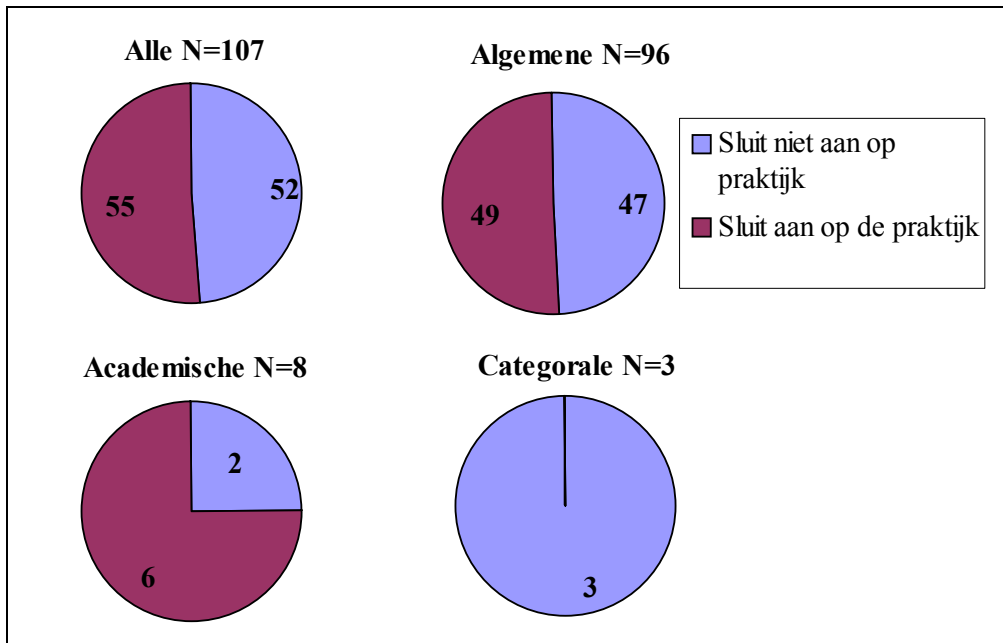 Alle N=107
55
52
Algemene N=96
49
47
Sluit niet aan op
praktijk
Sluit aan op de praktijk
Academische N=8
2
6
Categorale N=3
3